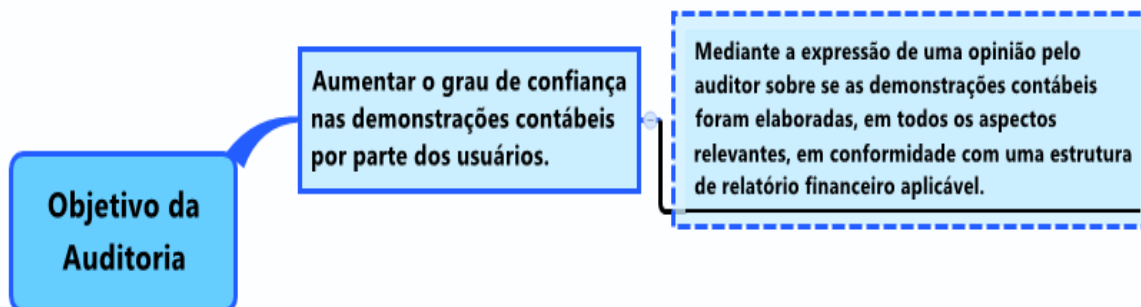 Objetivo da
Auditoria
Aumentar o grau de confiança
nas demonstrações contábeis
por parte dos usuários.
Mediante a expressão de uma opinião pelo
auditor sobre se as demonstrações contábeis
foram elaboradas, em todos os aspectos
relevantes, em conformidade com uma estrutura
de relatório financeiro aplicável.